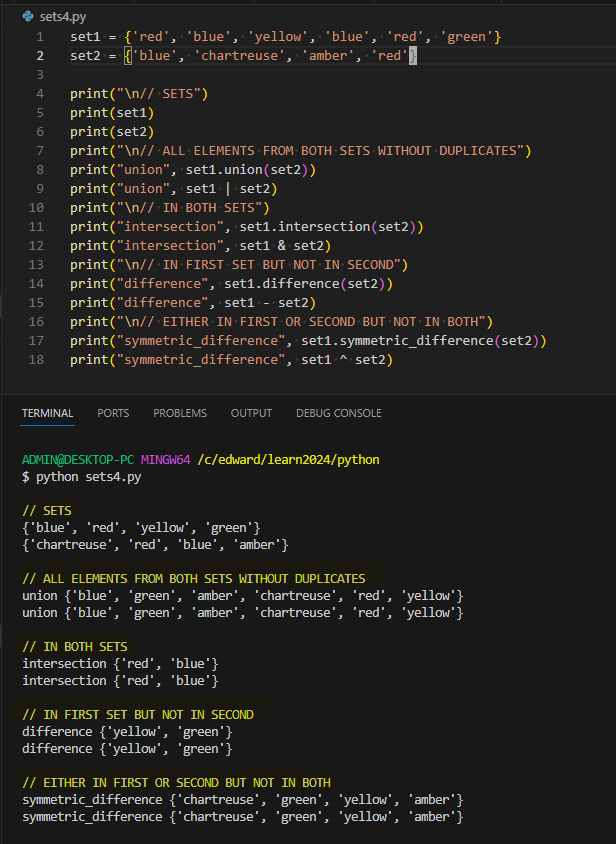 sets4.py
1 set1 = {'red', 'blue', 'yellow', 'blue', 'red', 'green'}
2 set2 = {'blue', 'chartreuse', 'amber', 'red'}
3
4 print("\n// SETS")
5 print(set1)
6 print(set2)
7 print("\n// ALL ELEMENTS FROM BOTH SETS WITHOUT DUPLICATES")
8 print("union", set1.union(set2))
9 print("union", set1 | set2)
10 print("\n// IN BOTH SETS")
11 print("intersection", set1.intersection(set2))
12 print("intersection", set1 & set2)
13 print("\n// IN FIRST SET BUT NOT IN SECOND")
14 print("difference", set1.difference(set2))
15 print("difference", set1 - set2)
16 print("\n// EITHER IN FIRST OR SECOND BUT NOT IN BOTH")
17 print("symmetric_difference", set1.symmetric_difference(set2))
18 print("symmetric_difference", set1 ^ set2)
TERMINAL PORTS PROBLEMS OUTPUT DEBUG CONSOLE
ADMIN@DESKTOP-PC MINGW64 /c/edward/learn2024/python
$ python sets4.py
// SETS
{'blue', 'red', 'yellow', 'green'}
{'chartreuse', 'red', 'blue', 'amber'}
// ALL ELEMENTS FROM BOTH SETS WITHOUT DUPLICATES
union {'blue', 'green', 'amber', 'chartreuse', 'red', 'yellow'}
union {'blue', 'green', 'amber', 'chartreuse', 'red', 'yellow'}
// IN BOTH SETS
intersection {'red', 'blue'}
intersection {'red', 'blue'}
// IN FIRST SET BUT NOT IN SECOND
difference {'yellow', 'green'}
difference {'yellow', 'green'}
// EITHER IN FIRST OR SECOND BUT NOT IN BOTH
symmetric_difference {'chartreuse', 'green', 'yellow', 'amber'}
symmetric_difference {'chartreuse', 'green', 'yellow', 'amber'}